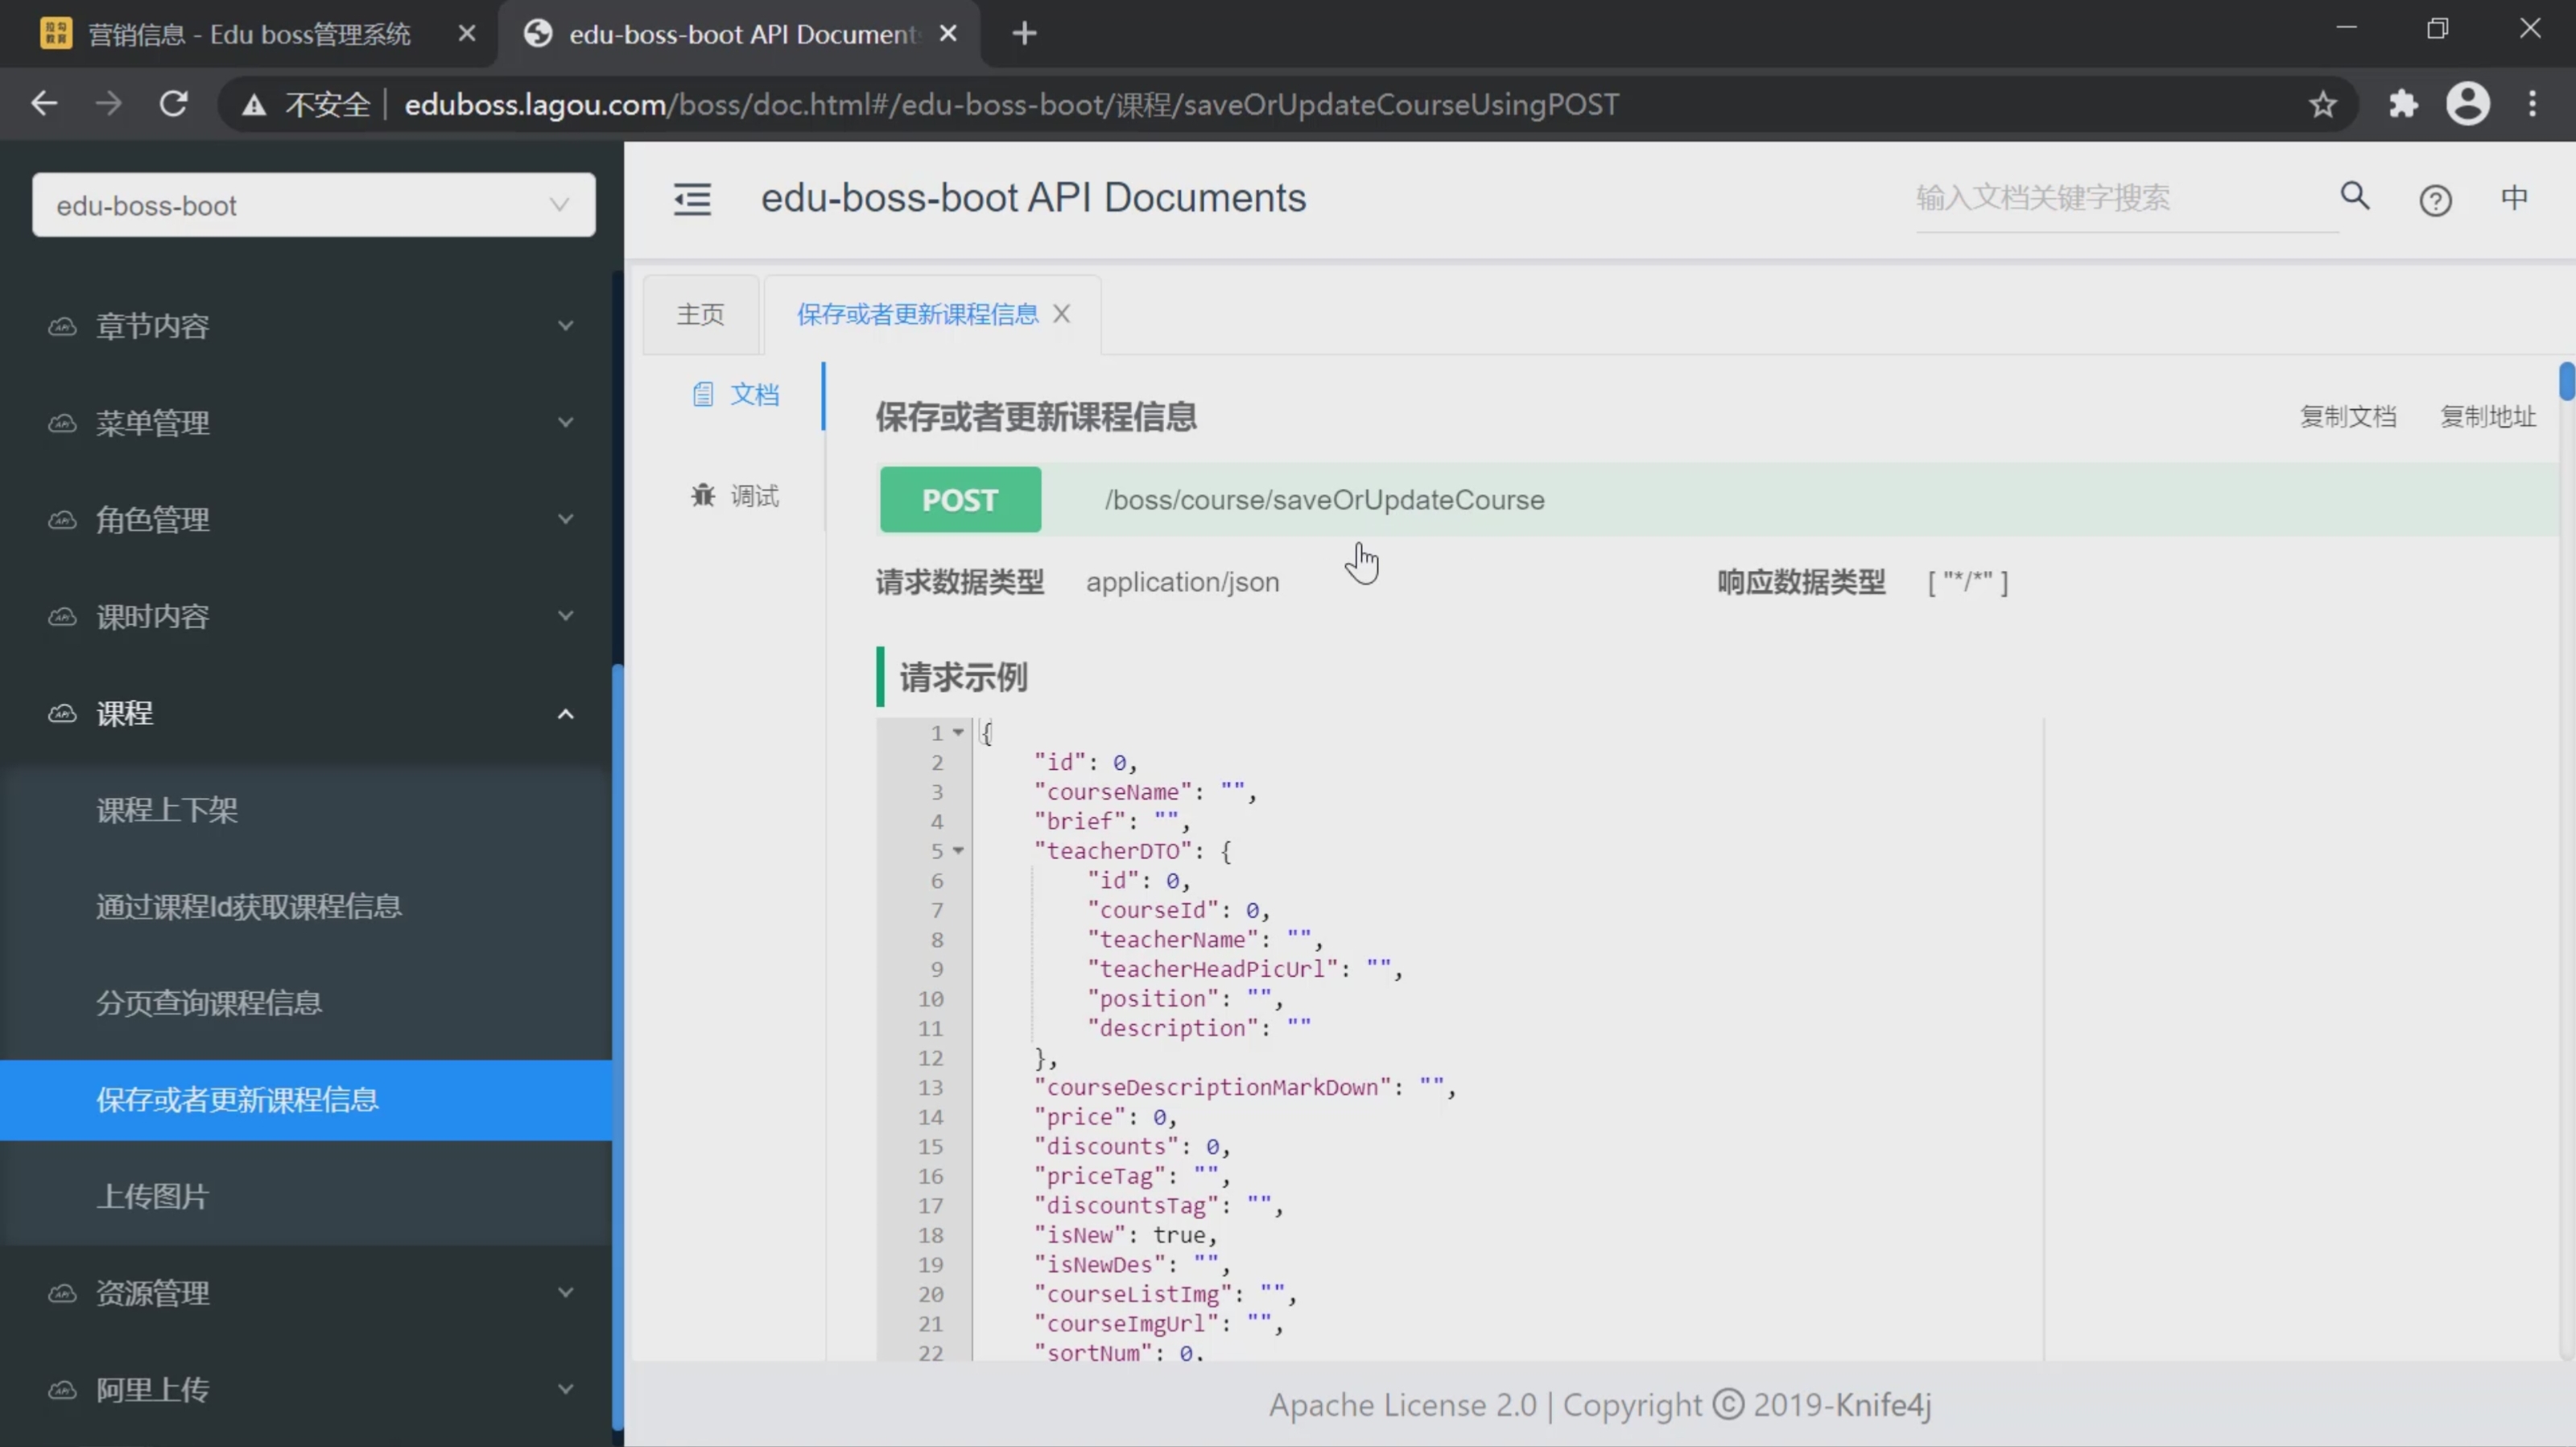 营销信息 - Edu boss管理系统
edu-boss-boot API Document
不安全
eduboss.lagou.com/boss/doc.html#/edu-boss-boot/课程/saveOrUpdateCourseUsingPOST
edu-boss-boot
edu-boss-boot API Documents
输入文档关键字搜索
中
章节内容
菜单管理
角色管理
课时内容
课程
课程上下架
通过课程Id获取课程信息
分页查询课程信息
保存或者更新课程信息
上传图片
资源管理
阿里上传
主页
保存或者更新课程信息
文档
调试
保存或者更新课程信息
复制文档
复制地址
POST
/boss/course/saveOrUpdateCourse
请求数据类型
application/json
响应数据类型
[ "*/*" ]
请求示例
1 {
2 "id": 0,
3 "courseName": "",
4 "brief": "",
5 "teacherDTO": {
6 "id": 0,
7 "courseId": 0,
8 "teacherName": "",
9 "teacherHeadPicUrl": "",
10 "position": "",
11 "description": ""
12 },
13 "courseDescriptionMarkDown": "",
14 "price": 0,
15 "discounts": 0,
16 "priceTag": "",
17 "discountsTag": "",
18 "isNew": true,
19 "isNewDes": "",
20 "courseListImg": "",
21 "courseImgUrl": "",
22 "sortNum": 0,
Apache License 2.0 | Copyright © 2019-Knife4j